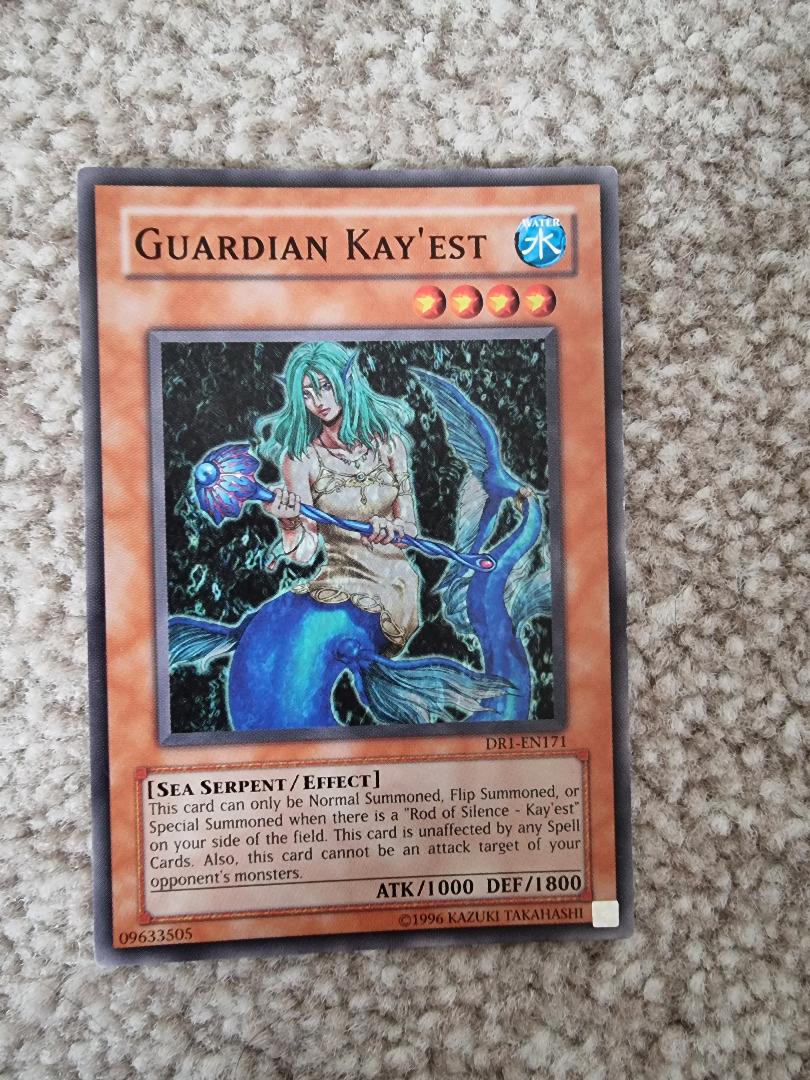 GUARDIAN KAY'EST
WATER
水
DR1-EN171
[SEA SERPENT/EFFECT]
This card can only be Normal Summoned, Flip Summoned, or
Special Summoned when there is a "Rod of Silence - Kay'est"
on your side of the field. This card is unaffected by any Spell
Cards. Also, this card cannot be an attack target of your
opponent's monsters.
ATK/1000 DEF/1800
09633505
©1996 KAZUKI TAKAHASHI